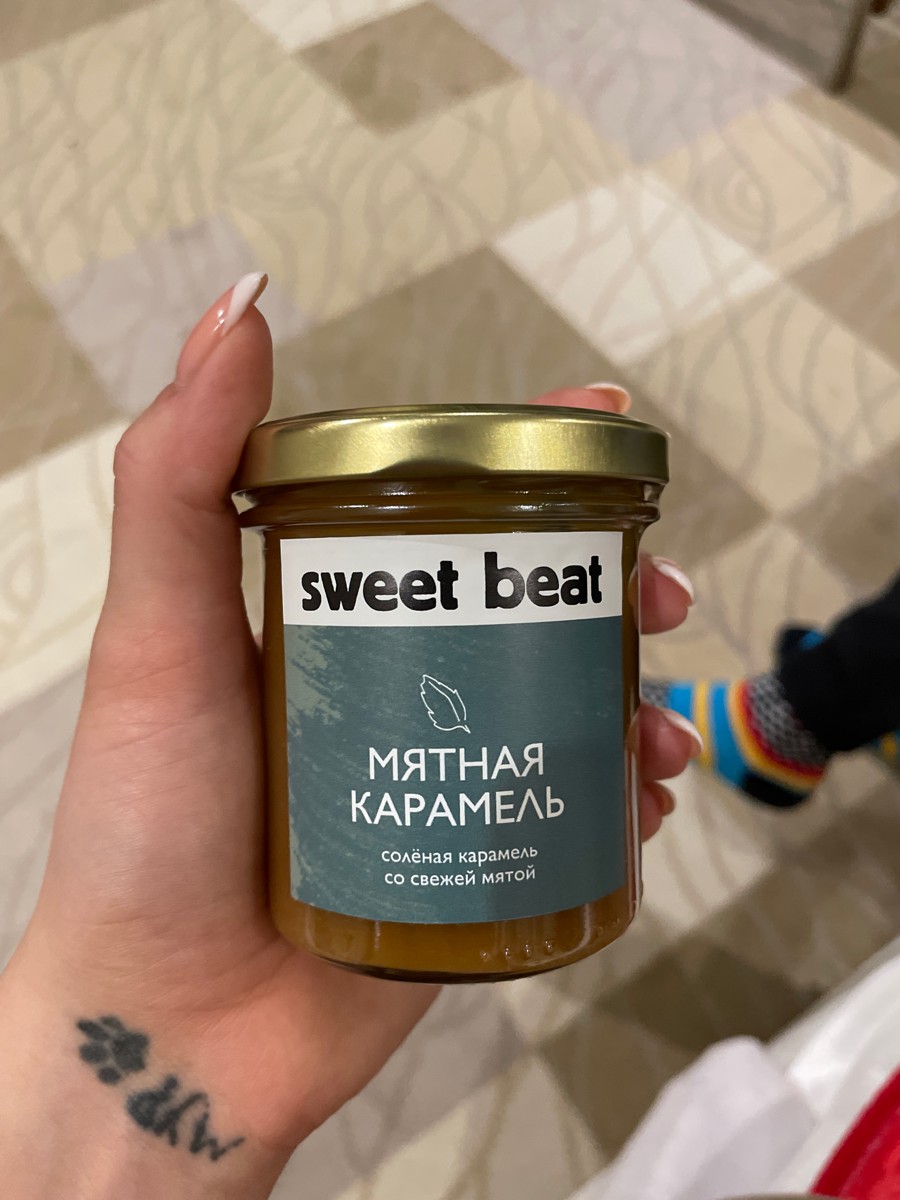 sweet beat
МЯТНАЯ
КАРАМЕЛЬ
солёная карамель
со свежей мятой